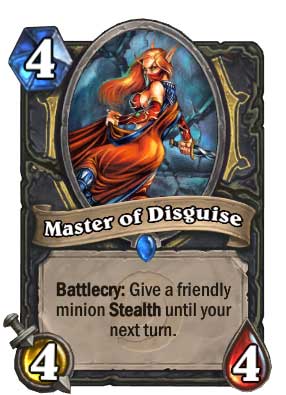 4
Master of Disguise
Battlecry: Give a friendly
minion Stealth until your
next turn.
4
4